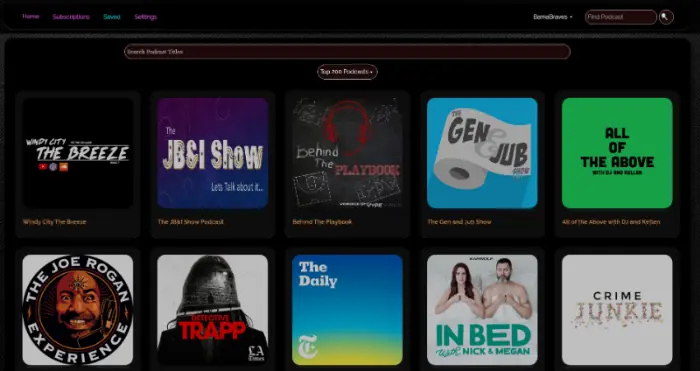 Home Subscriptions Saved Settings
Find Podcast
Search Podcast Titles
Top 200 Podcasts
WINDY CITY
THE BREEZE
The
JB&I Show
Lets Talk about it...
Behind
The PLAYBOOK
THE
GEN
&
JUB
SHOW
ALL
OF
THE ABOVE
WITH DJ AND KELLEN
Windy City The Breeze
The JB&I Show Podcast
Behind The Playbook
The Gen and Jub Show
All of the Above with DJ and Kellen
THE JOE ROGAN
EXPERIENCE
DETECTIVE
TRAPP
LA
Times
The
Daily
T
EARWOLF
IN BED
with NICK & MEGAN
CRIME
JUNKIE